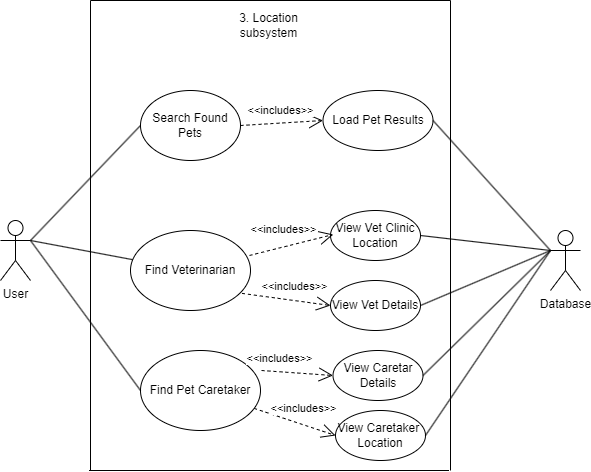 3. Location
subsystem
Search Found
Pets
<<includes>>
Load Pet Results
<<includes>>
View Vet Clinic
Location
User
Find Veterinarian
<<includes>>
View Vet Details
Database
Find Pet Caretaker
<<includes>>
View Caretar
Details
<<includes>>
View Caretaker
Location